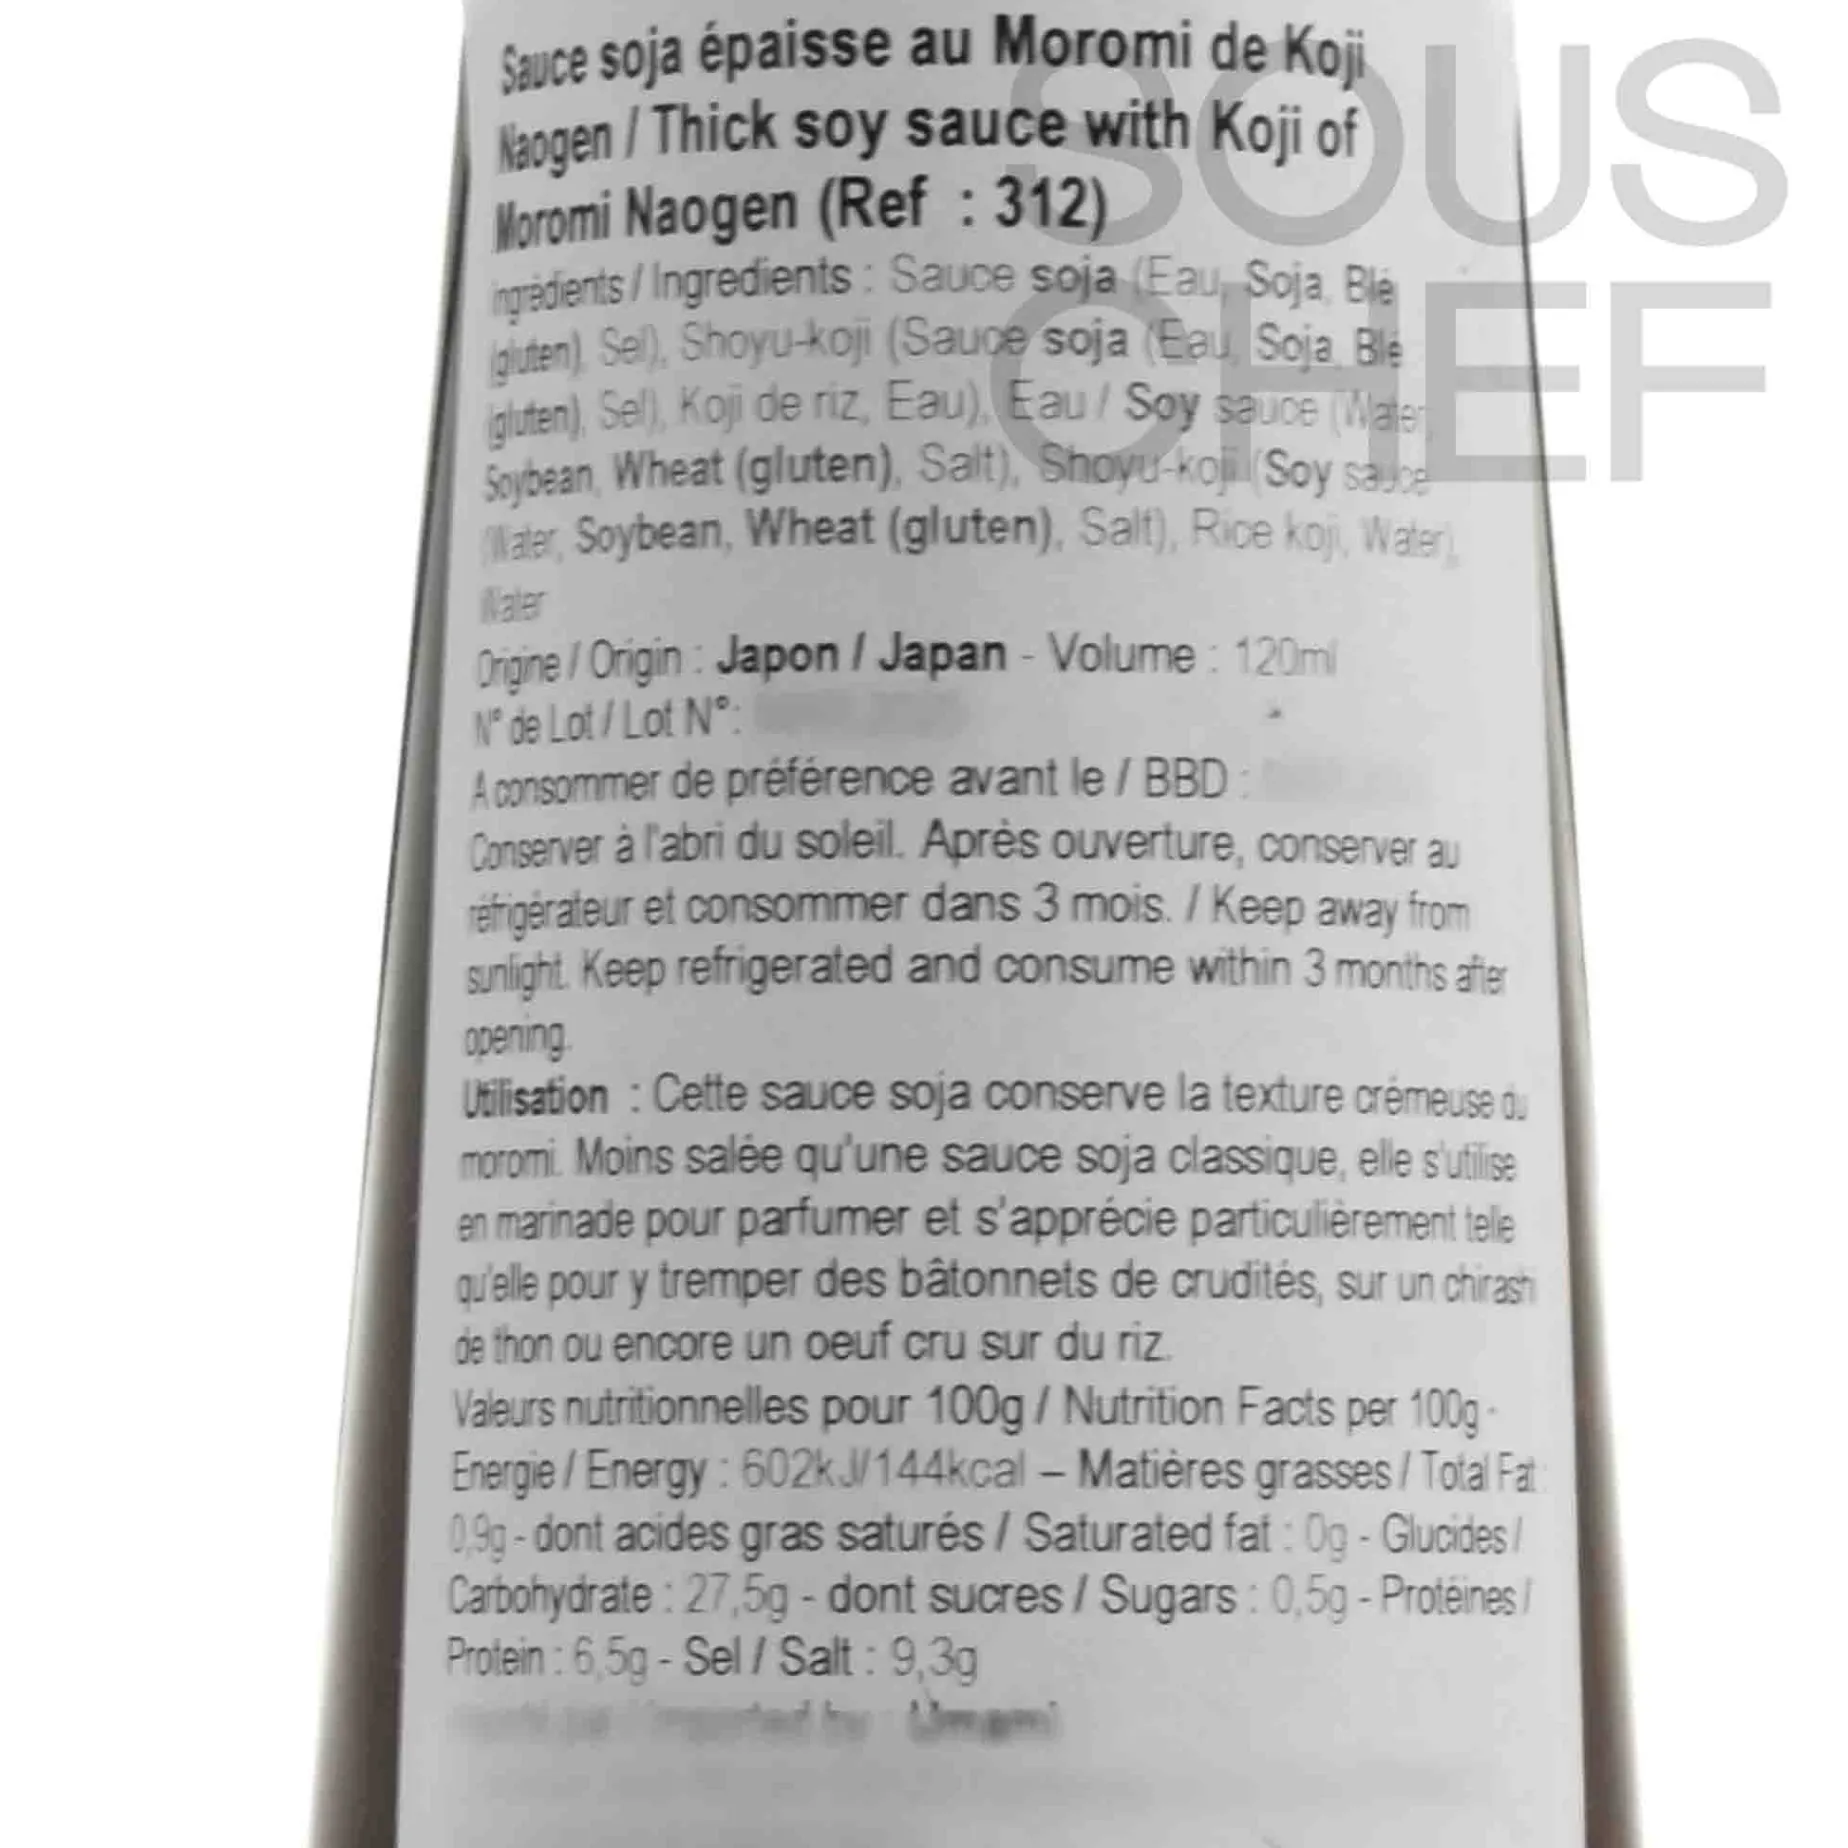 Sauce soja épaisse au Moromi de Koji
Naogen / Thick soy sauce with Koji of
Moromi Naogen (Ref : 312)
Ingrédients / Ingredients : Sauce soja (Eau, Soja, Blé
(gluten), Sel), Shoyu-koji (Sauce soja (Eau, Soja, Blé
(gluten), Sel), Koji de riz, Eau), Eau / Soy sauce (Water,
Soybean, Wheat (gluten), Salt), Shoyu-koji (Soy sauce
(Water, Soybean, Wheat (gluten), Salt), Rice koji, Water),
Water
Origine / Origin : Japon / Japan - Volume : 120ml
N° de Lot / Lot N°:
A consommer de préférence avant le / BBD :
Conserver à l'abri du soleil. Après ouverture, conserver au
réfrigérateur et consommer dans 3 mois. / Keep away from
sunlight. Keep refrigerated and consume within 3 months after
opening.
Utilisation : Cette sauce soja conserve la texture crémeuse du
moromi. Moins salée qu'une sauce soja classique, elle s'utilise
en marinade pour parfumer et s'apprécie particulièrement telle
qu'elle pour y tremper des bâtonnets de crudités, sur un chirashi
de thon ou encore un oeuf cru sur du riz.
Valeurs nutritionnelles pour 100g / Nutrition Facts per 100g -
Energie / Energy : 602kJ/144kcal – Matières grasses / Total Fat :
0,9g - dont acides gras saturés / Saturated fat : 0g - Glucides /
Carbohydrate : 27,5g - dont sucres / Sugars : 0,5g - Protéines /
Protein : 6,5g - Sel / Salt : 9,3g
imported by : Umami
SOUS
CHEF